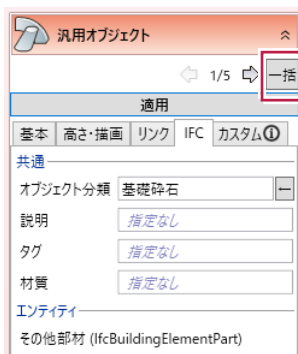 汎用オブジェクト
1/5 一括
適用
基本 高さ・描画 リンク IFC カスタム
共通
オブジェクト分類 基礎砕石
説明 指定なし
タグ 指定なし
材質 指定なし
エンティティ
その他部材 (IfcBuildingElementPart)